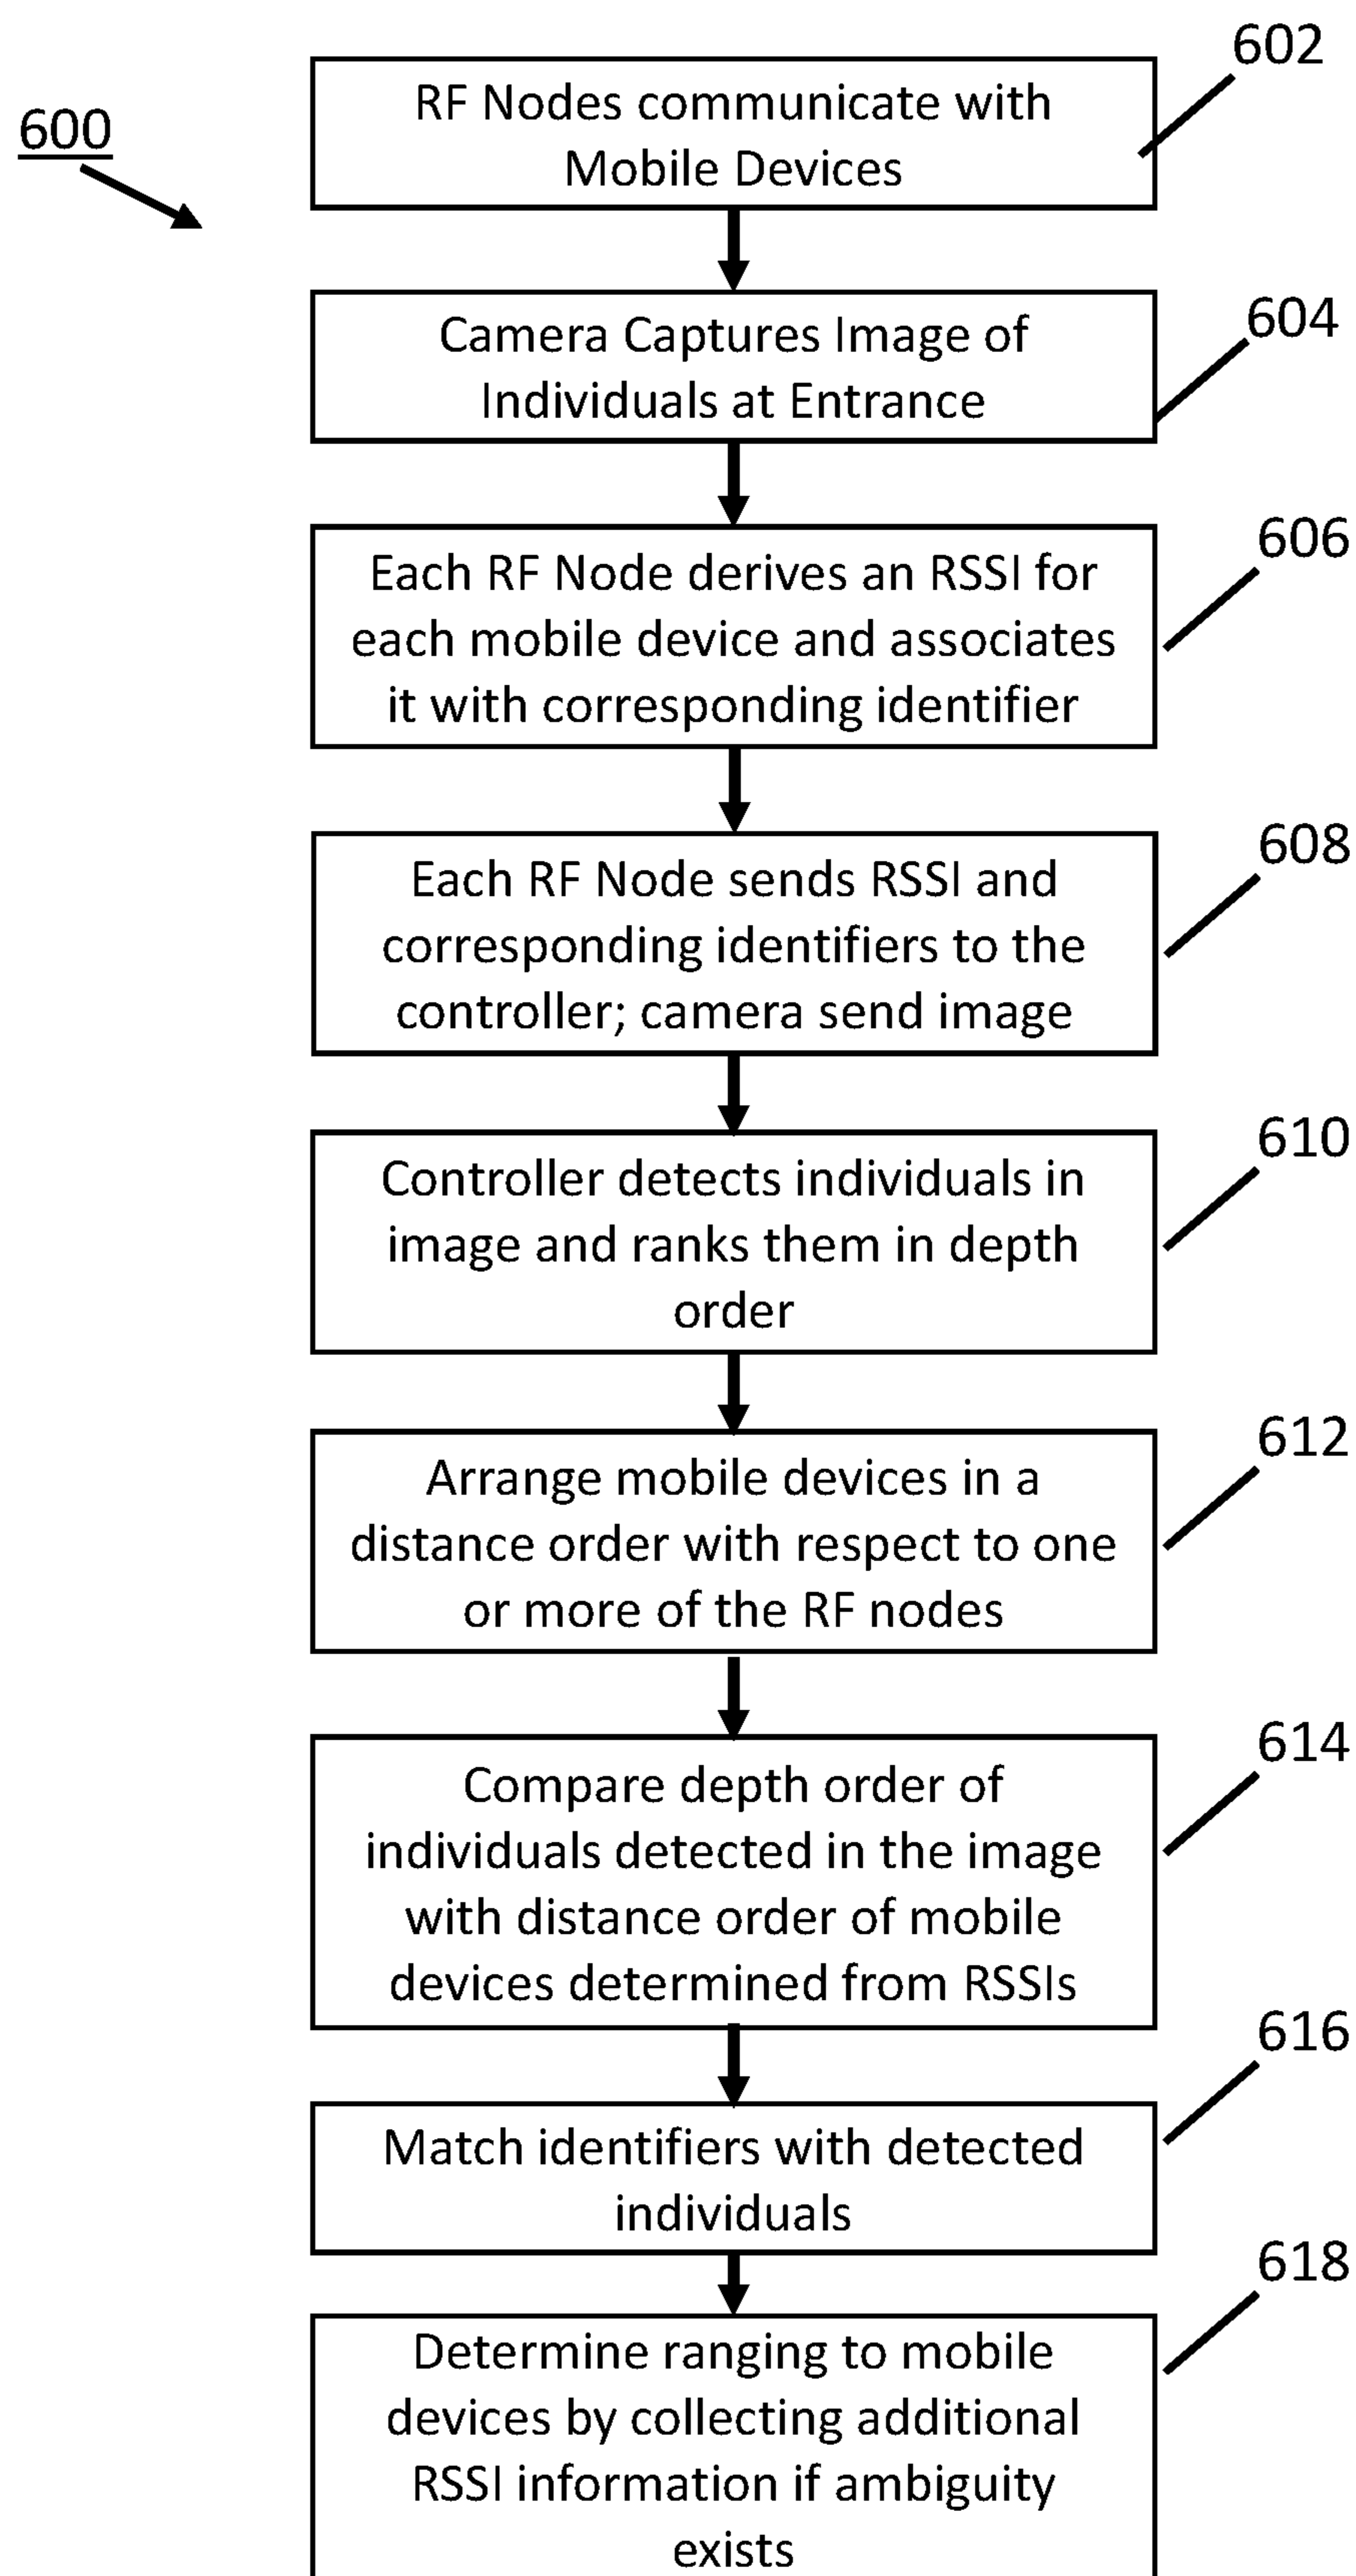 602
600
RF Nodes communicate with
Mobile Devices
604
Camera Captures Image of
Individuals at Entrance
606
Each RF Node derives an RSSI for
each mobile device and associates
it with corresponding identifier
608
Each RF Node sends RSSI and
corresponding identifiers to the
controller; camera send image
610
Controller detects individuals in
image and ranks them in depth
order
612
Arrange mobile devices in a
distance order with respect to one
or more of the RF nodes
614
Compare depth order of
individuals detected in the image
with distance order of mobile
devices determined from RSSIs
616
Match identifiers with detected
individuals
618
Determine ranging to mobile
devices by collecting additional
RSSI information if ambiguity
exists